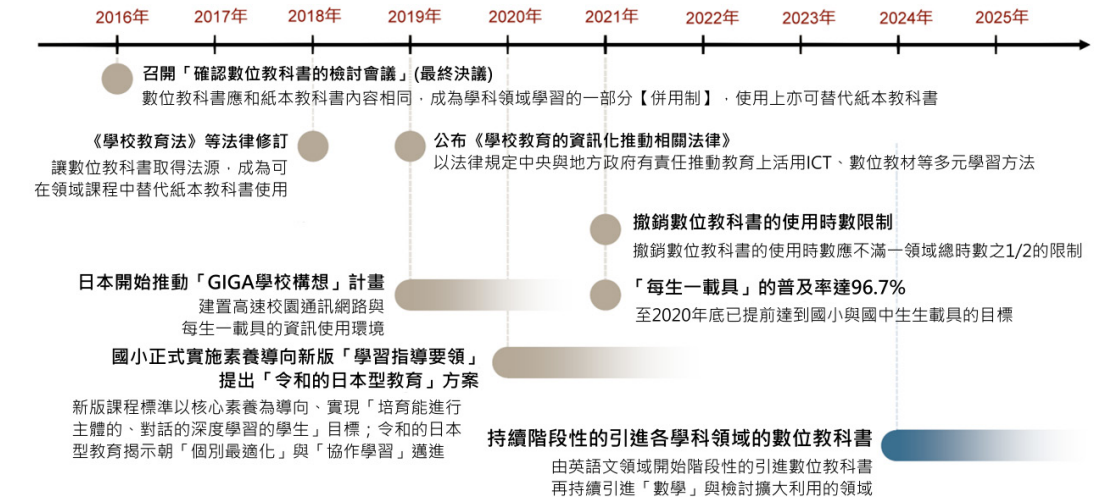 2016年 2017年 2018年 2019年 2020年 2021年 2022年 2023年 2024年 2025年
召開「確認數位教科書的檢討會議」(最終決議)
數位教科書應和紙本教科書內容相同，成為學科領域學習的一部分【併用制】，使用上亦可替代紙本教科書
《學校教育法》等法律修訂
讓數位教科書取得法源，成為可
在領域課程中替代紙本教科書使用
公布《學校教育的資訊化推動相關法律》
以法律規定中央與地方政府有責任推動教育上活用ICT、數位教材等多元學習方法
撤銷數位教科書的使用時數限制
撤銷數位教科書的使用時數應不滿一領域總時數之1/2的限制
日本開始推動「GIGA學校構想」計畫
建置高速校園通訊網路與
每生一載具的資訊使用環境
「每生一載具」的普及率達96.7%
至2020年底已提前達到國小與國中生生載具的目標
國小正式實施素養導向新版「學習指導要領」
提出「令和的日本型教育」方案
新版課程標準以核心素養為導向、實現「培育能進行
主體的、對話的深度學習的學生」目標；令和的日本
型教育揭示朝「個別最適化」與「協作學習」邁進
持續階段性的引進各學科領域的數位教科書
由英語文領域開始階段性的引進數位教科書
再持續引進「數學」與檢討擴大利用的領域